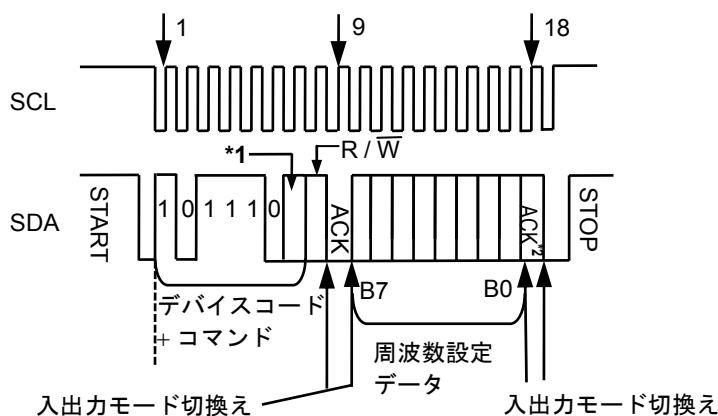 1 9 18
SCL
*1 R / W
SDA START 1 0 1 1 1 0 ACK ACK*2 STOP
デバイスコード
+ コマンド
B7 B0
周波数設定
データ
入出力モード切換え 入出力モード切換え